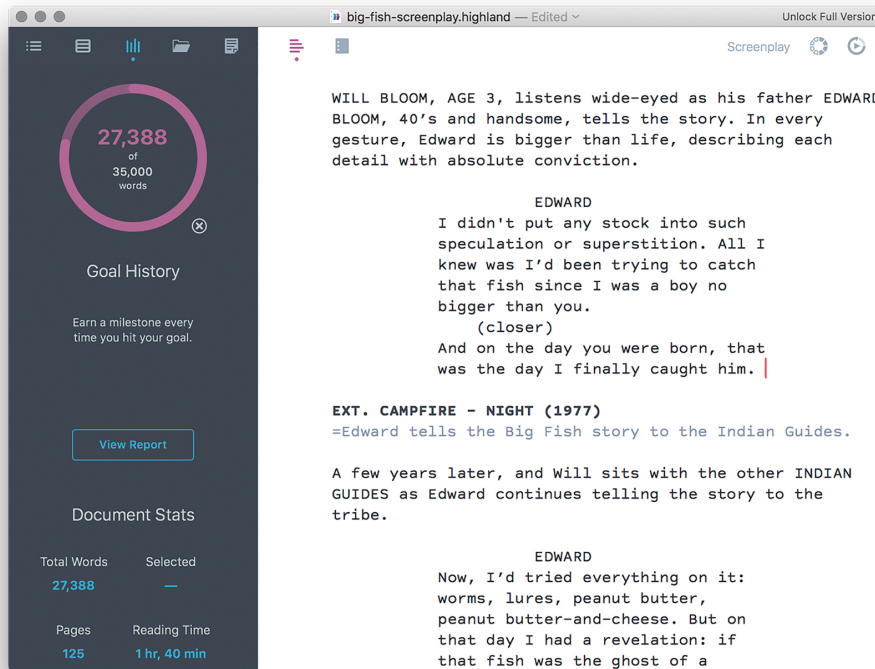 big-fish-screenplay.highland — Edited
Unlock Full Version
27,388
of
35,000
words
Goal History
Earn a milestone every
time you hit your goal.
View Report
Document Stats
Total Words
Selected
27,388
—
Pages
Reading Time
125
1 hr, 40 min
Screenplay
WILL BLOOM, AGE 3, listens wide-eyed as his father EDWARD
BLOOM, 40’s and handsome, tells the story. In every
gesture, Edward is bigger than life, describing each
detail with absolute conviction.
EDWARD
I didn't put any stock into such
speculation or superstition. All I
knew was I’d been trying to catch
that fish since I was a boy no
bigger than you.
(closer)
And on the day you were born, that
was the day I finally caught him.
EXT. CAMPFIRE - NIGHT (1977)
=Edward tells the Big Fish story to the Indian Guides.
A few years later, and Will sits with the other INDIAN
GUIDES as Edward continues telling the story to the
tribe.
EDWARD
Now, I’d tried everything on it:
worms, lures, peanut butter,
peanut butter-and-cheese. But on
that day I had a revelation: if
that fish was the ghost of a